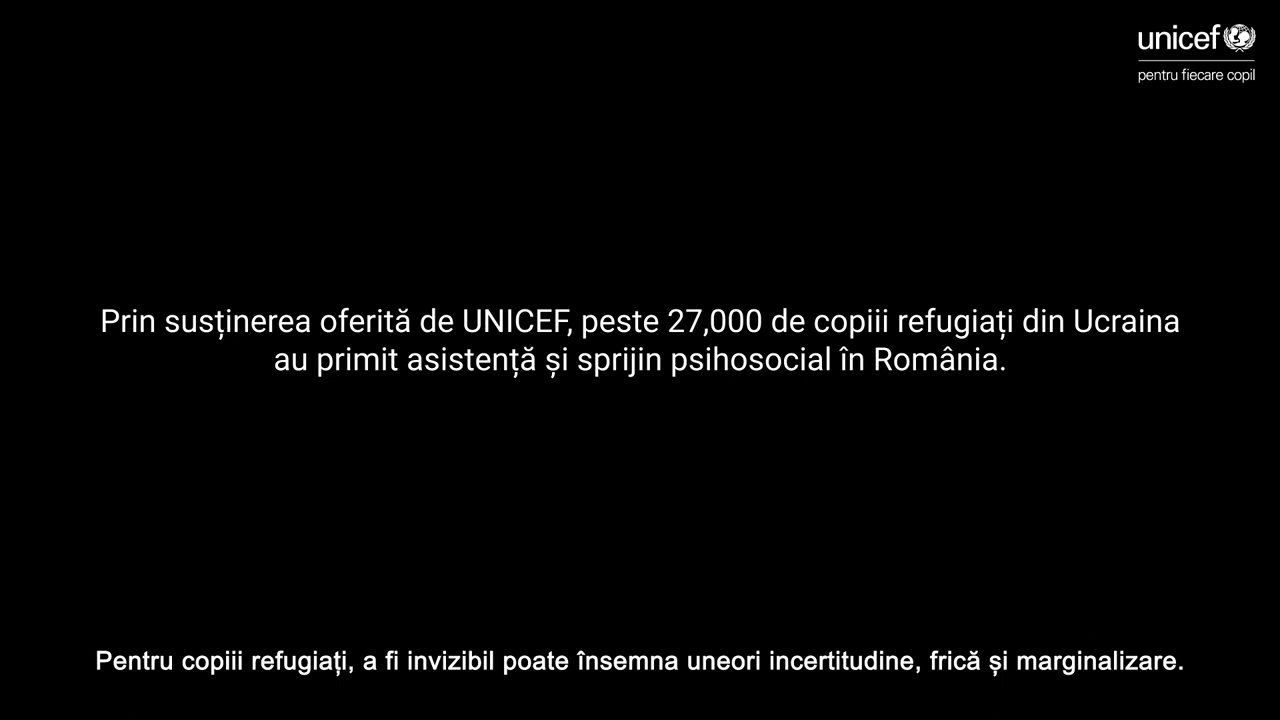 unicef
pentru fiecare copil
Prin susținerea oferită de UNICEF, peste 27,000 de copiii refugiați din Ucraina
au primit asistență și sprijin psihosocial în România.
Pentru copiii refugiați, a fi invizibil poate însemna uneori incertitudine, frică și marginalizare.